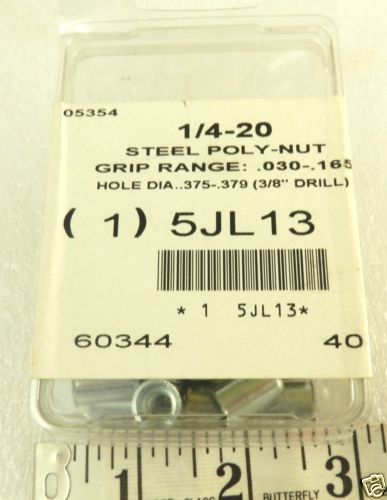 05354
1/4-20
STEEL POLY-NUT
GRIP RANGE: .030-.165
HOLE DIA..375-.379 (3/8" DRILL)
(1) 5JL13
* 1 5JL13*
60344 40
0 1 2 3
BUTTERFLY